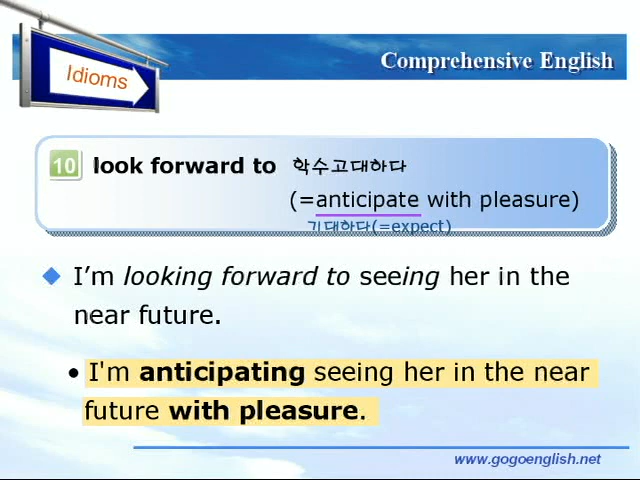 Idioms
Comprehensive English
10 look forward to 학수고대하다
(=anticipate with pleasure)
기대하다(=expect)
◆ I’m looking forward to seeing her in the
near future.
• I'm anticipating seeing her in the near
future with pleasure.
www.gogoenglish.net